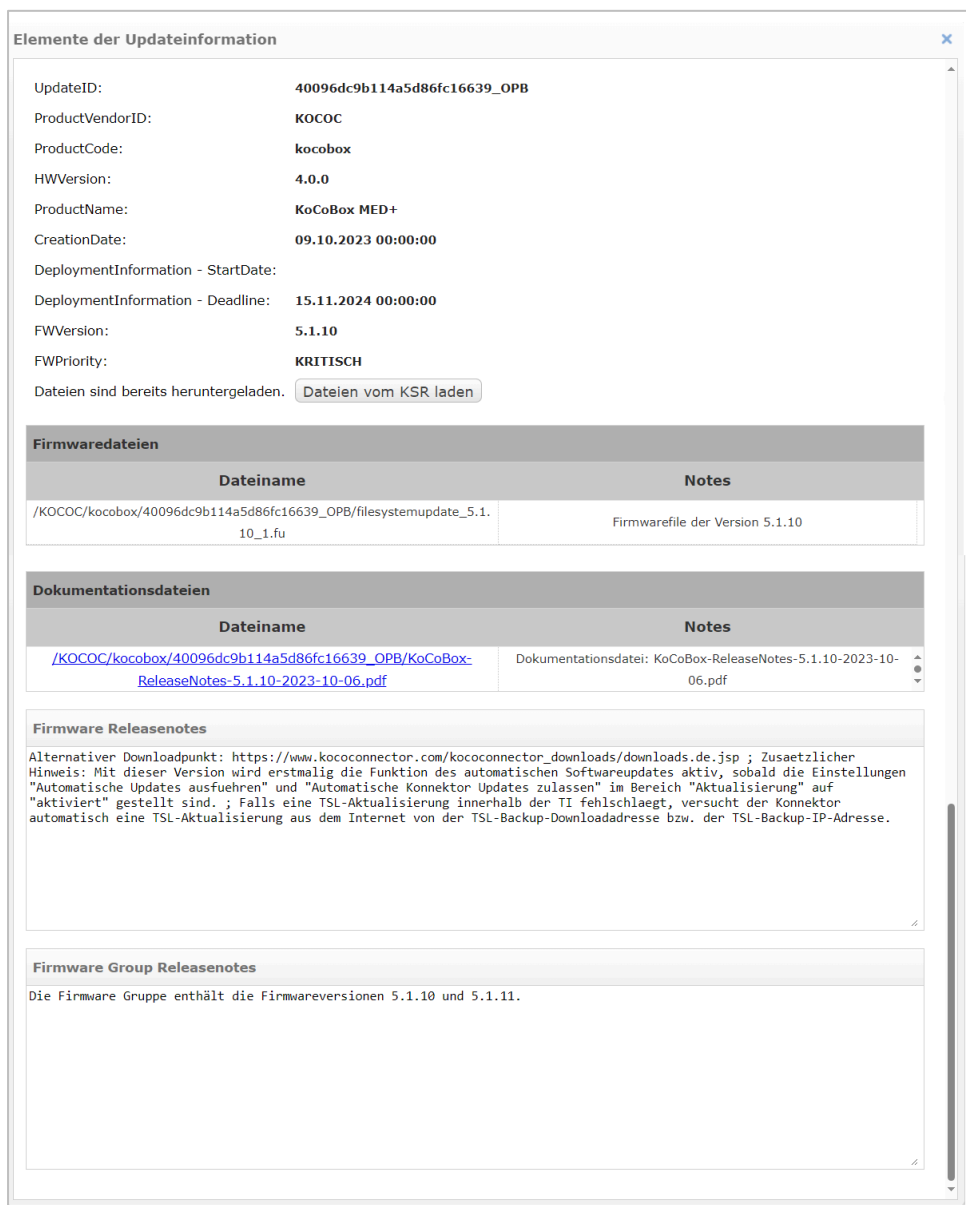 Elemente der Updateinformation
UpdateID: 40096dc9b114a5d86fc16639_OPB
ProductVendorID: KOCOC
ProductCode: kocobox
HWVersion: 4.0.0
ProductName: KoCoBox MED+
CreationDate: 09.10.2023 00:00:00
DeploymentInformation - StartDate:
DeploymentInformation - Deadline: 15.11.2024 00:00:00
FWVersion: 5.1.10
FWPriority: KRITISCH
Dateien sind bereits heruntergeladen. Dateien vom KSR laden
Firmwaredateien
Dateiname Notes
/KOCOC/kocobox/40096dc9b114a5d86fc16639_OPB/filesystemupdate_5.1.
10_1.fu
Firmwarefile der Version 5.1.10
Dokumentationsdateien
Dateiname Notes
/KOCOC/kocobox/40096dc9b114a5d86fc16639_OPB/KoCoBox-
ReleaseNotes-5.1.10-2023-10-06.pdf
Dokumentationsdatei: KoCoBox-ReleaseNotes-5.1.10-2023-10-
06.pdf
Firmware Releasenotes
Alternativer Downloadpunkt: https://www.kococonnector.com/kococonnector_downloads/downloads.de.jsp ; Zusaetzlicher
Hinweis: Mit dieser Version wird erstmalig die Funktion des automatischen Softwareupdates aktiv, sobald die Einstellungen
"Automatische Updates ausfuehren" und "Automatische Konnektor Updates zulassen" im Bereich "Aktualisierung" auf
"aktiviert" gestellt sind. ; Falls eine TSL-Aktualisierung innerhalb der TI fehlschlaegt, versucht der Konnektor
automatisch eine TSL-Aktualisierung aus dem Internet von der TSL-Backup-Downloadadresse bzw. der TSL-Backup-IP-Adresse.
Firmware Group Releasenotes
Die Firmware Gruppe enthält die Firmwareversionen 5.1.10 und 5.1.11.